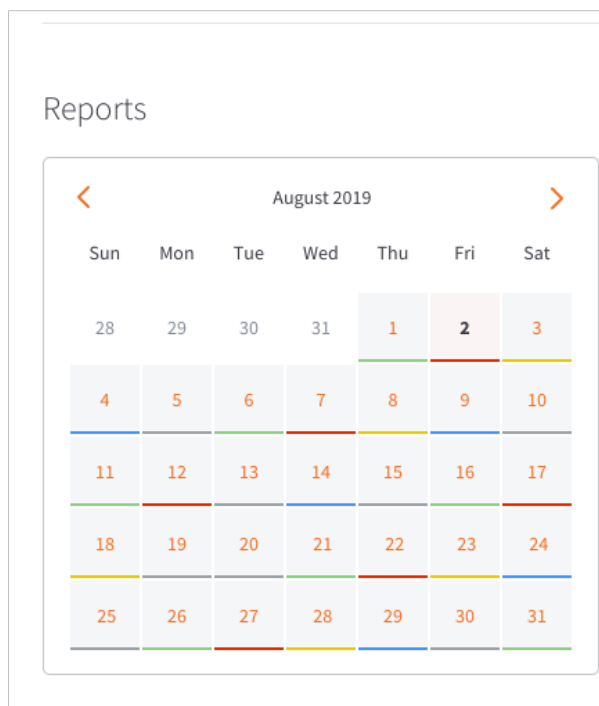 Reports
August 2019
Sun Mon Tue Wed Thu Fri Sat
28 29 30 31 1 2 3
4 5 6 7 8 9 10
11 12 13 14 15 16 17
18 19 20 21 22 23 24
25 26 27 28 29 30 31